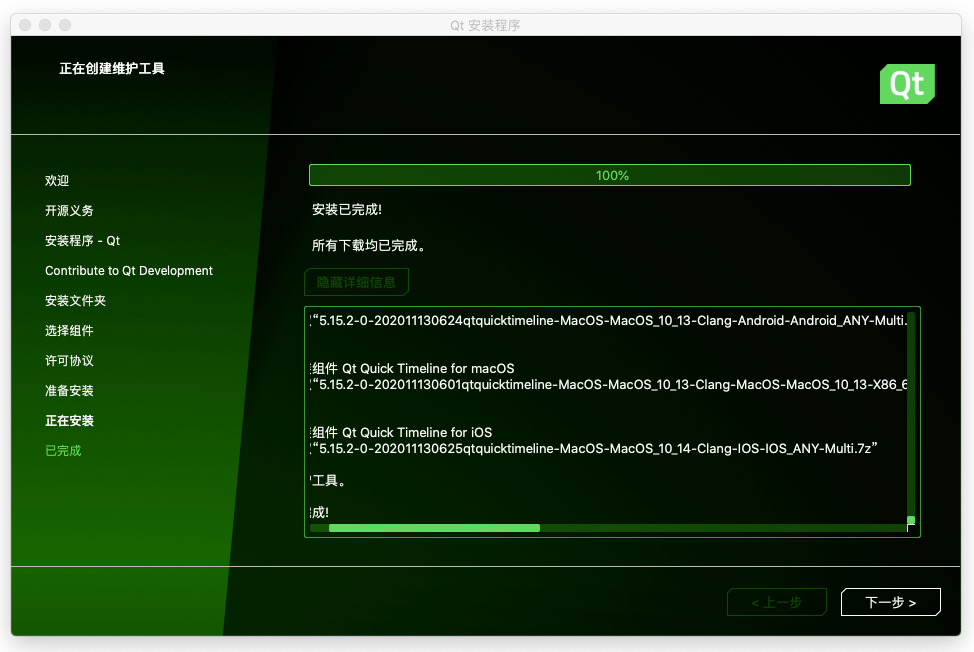 Qt 安装程序
正在创建维护工具
Qt
欢迎
开源义务
安装程序 - Qt
Contribute to Qt Development
安装文件夹
选择组件
许可协议
准备安装
正在安装
已完成
100%
安装已完成!
所有下载均已完成。
隐藏详细信息
“5.15.2-0-202011130624qtquicktimeline-MacOS-MacOS_10_13-Clang-Android-Android_ANY-Multi.
组件 Qt Quick Timeline for macOS
“5.15.2-0-202011130601qtquicktimeline-MacOS-MacOS_10_13-Clang-MacOS-MacOS_10_13-X86_6
组件 Qt Quick Timeline for iOS
“5.15.2-0-202011130625qtquicktimeline-MacOS-MacOS_10_14-Clang-IOS-IOS_ANY-Multi.7z”
工具。
成!
< 上一步
下一步 >